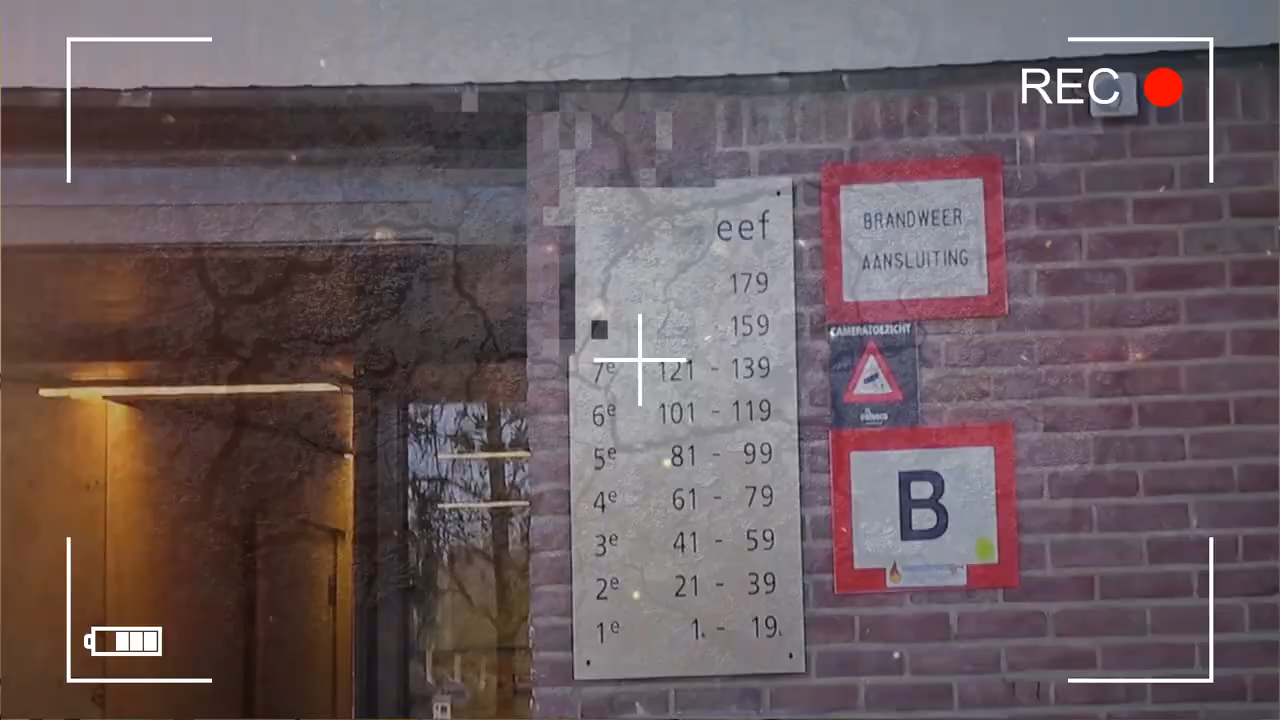 REC
eef
179
- 159
7e 121 - 139
6e 101 - 119
5e 81 - 99
4e 61 - 79
3e 41 - 59
2e 21 - 39
1e 1. - 19.
BRANDWEER
AANSLUITING
CAMERATOEZICHT
B